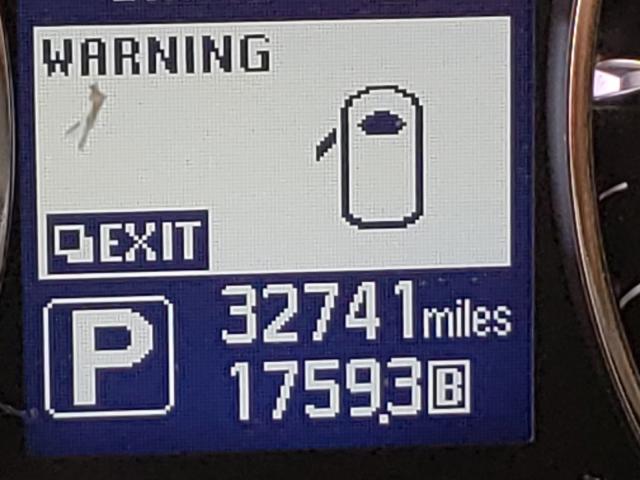 WARNING
EXIT
P
32741 miles
1759.3 B